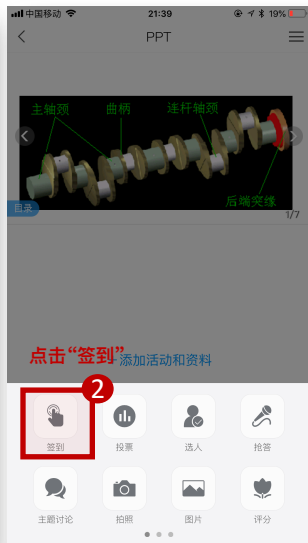 中国移动 21:39 19%
PPT
主轴颈 曲柄 连杆轴颈
后端突缘
目录
1/7
点击“签到” 添加活动和资料
2
签到 投票 选人 抢答
主题讨论 拍照 图片 评分